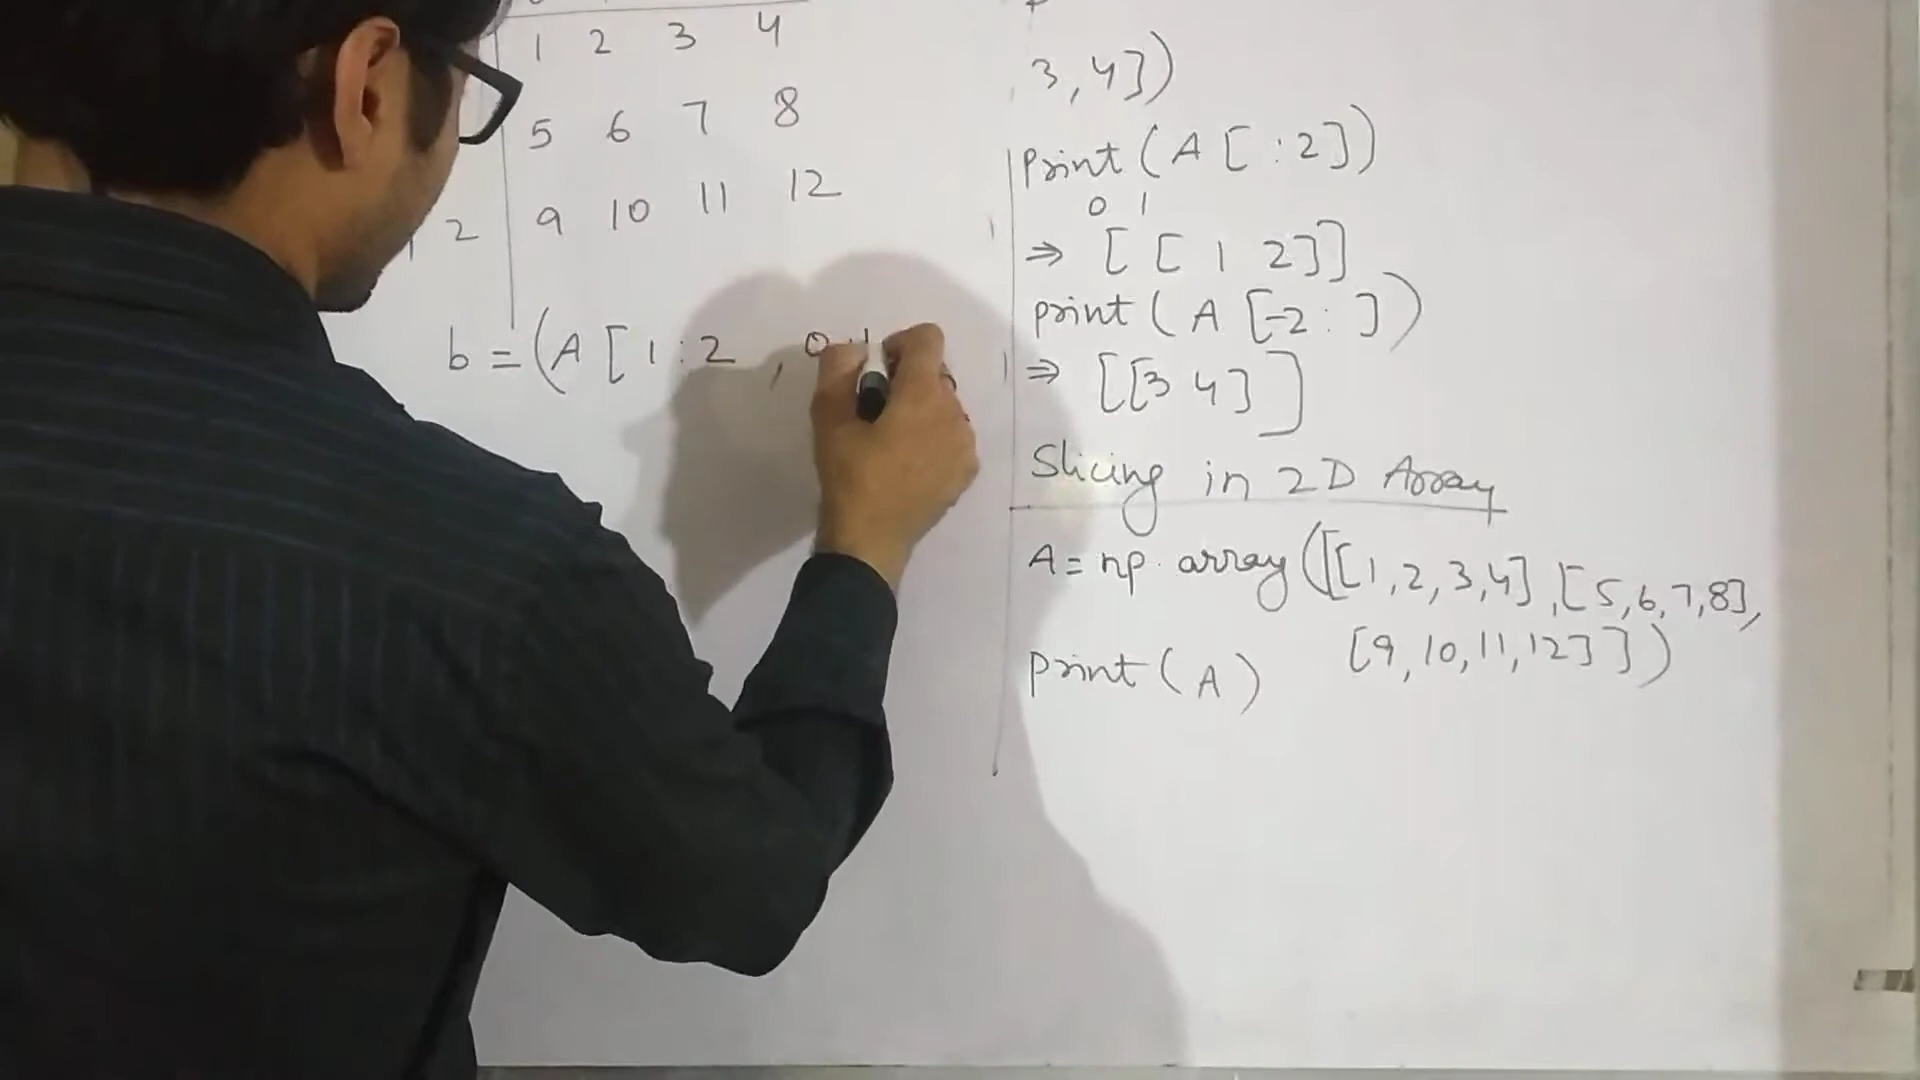 1 2 3 4
5 6 7 8
2 9 10 11 12
b = (A [ 1 : 2 , 0 :
3, 4])
Print (A [ : 2])
0 1
⇒ [ [ 1 2]]
print ( A [-2 : ] )
⇒ [[3 4] ]
Slicing in 2D Array
A = np. array ([[1,2,3,4] ,[5,6,7,8],
[9,10,11,12] ])
print ( A )